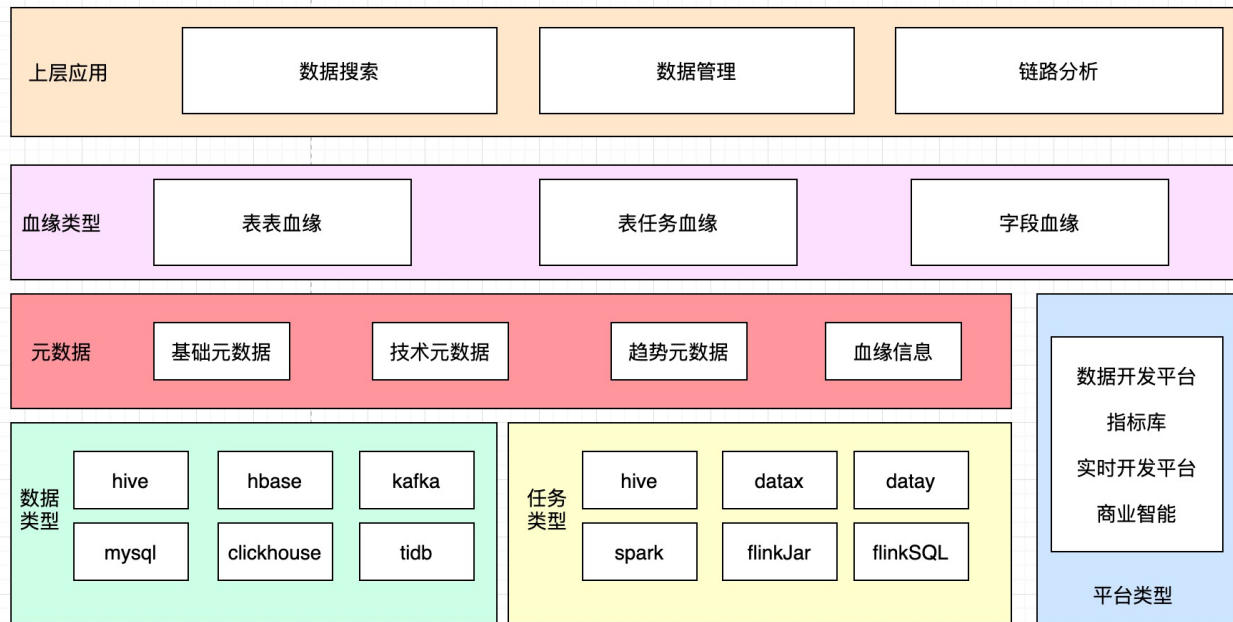 上层应用
数据搜索
数据管理
链路分析
血缘类型
表表血缘
表任务血缘
字段血缘
元数据
基础元数据
技术元数据
趋势元数据
血缘信息
数据开发平台
指标库
实时开发平台
商业智能
平台类型
数据
类型
hive
hbase
kafka
mysql
clickhouse
tidb
任务
类型
hive
datax
datay
spark
flinkJar
flinkSQL